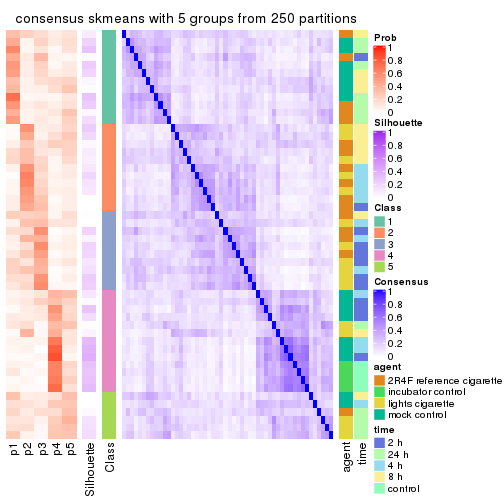 consensus skmeans with 5 groups from 250 partitions
Prob
1
0.8
0.6
0.4
0.2
0
Silhouette
1
0.8
0.6
0.4
0.2
0
Class
1
2
3
4
5
Consensus
1
0.8
0.6
0.4
0.2
0
agent
2R4F reference cigarette
incubator control
lights cigarette
mock control
time
2 h
24 h
4 h
8 h
control
p1
p2
p3
p4
p5
Silhouette
Class
agent
time